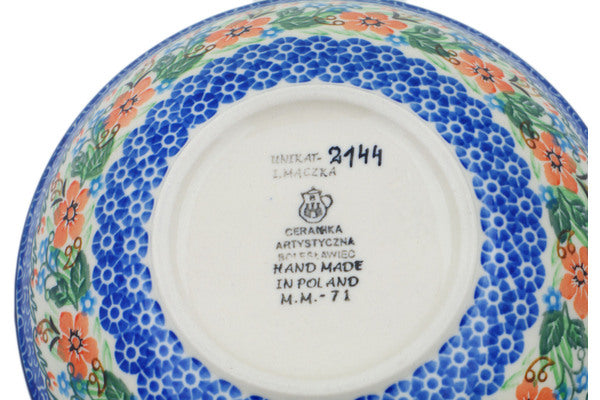 UNIKAT-2144
I.MACZKA
CERAMIKA
ARTYSTYCZNA
BOLESŁAWIEC
HAND MADE
IN POLAND
M.M.-71